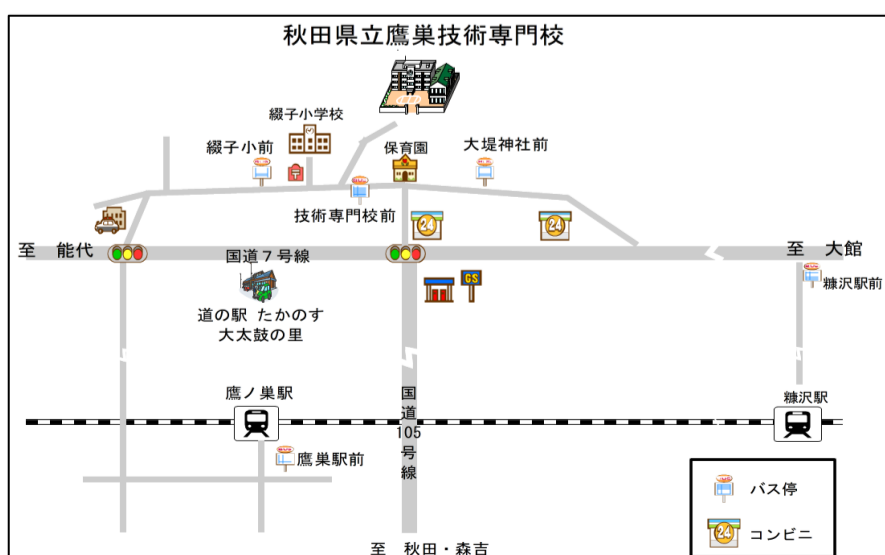 秋田県立鷹巣技術専門校
綴子小学校
綴子小前
保育園
大堤神社前
技術専門校前
24
24
至 能代
国道７号線
至 大館
GS
糠沢駅前
道の駅 たかのす
大太鼓の里
鷹ノ巣駅
国道105号線
糠沢駅
鷹巣駅前
バス停
24
コンビニ
至 秋田・森吉